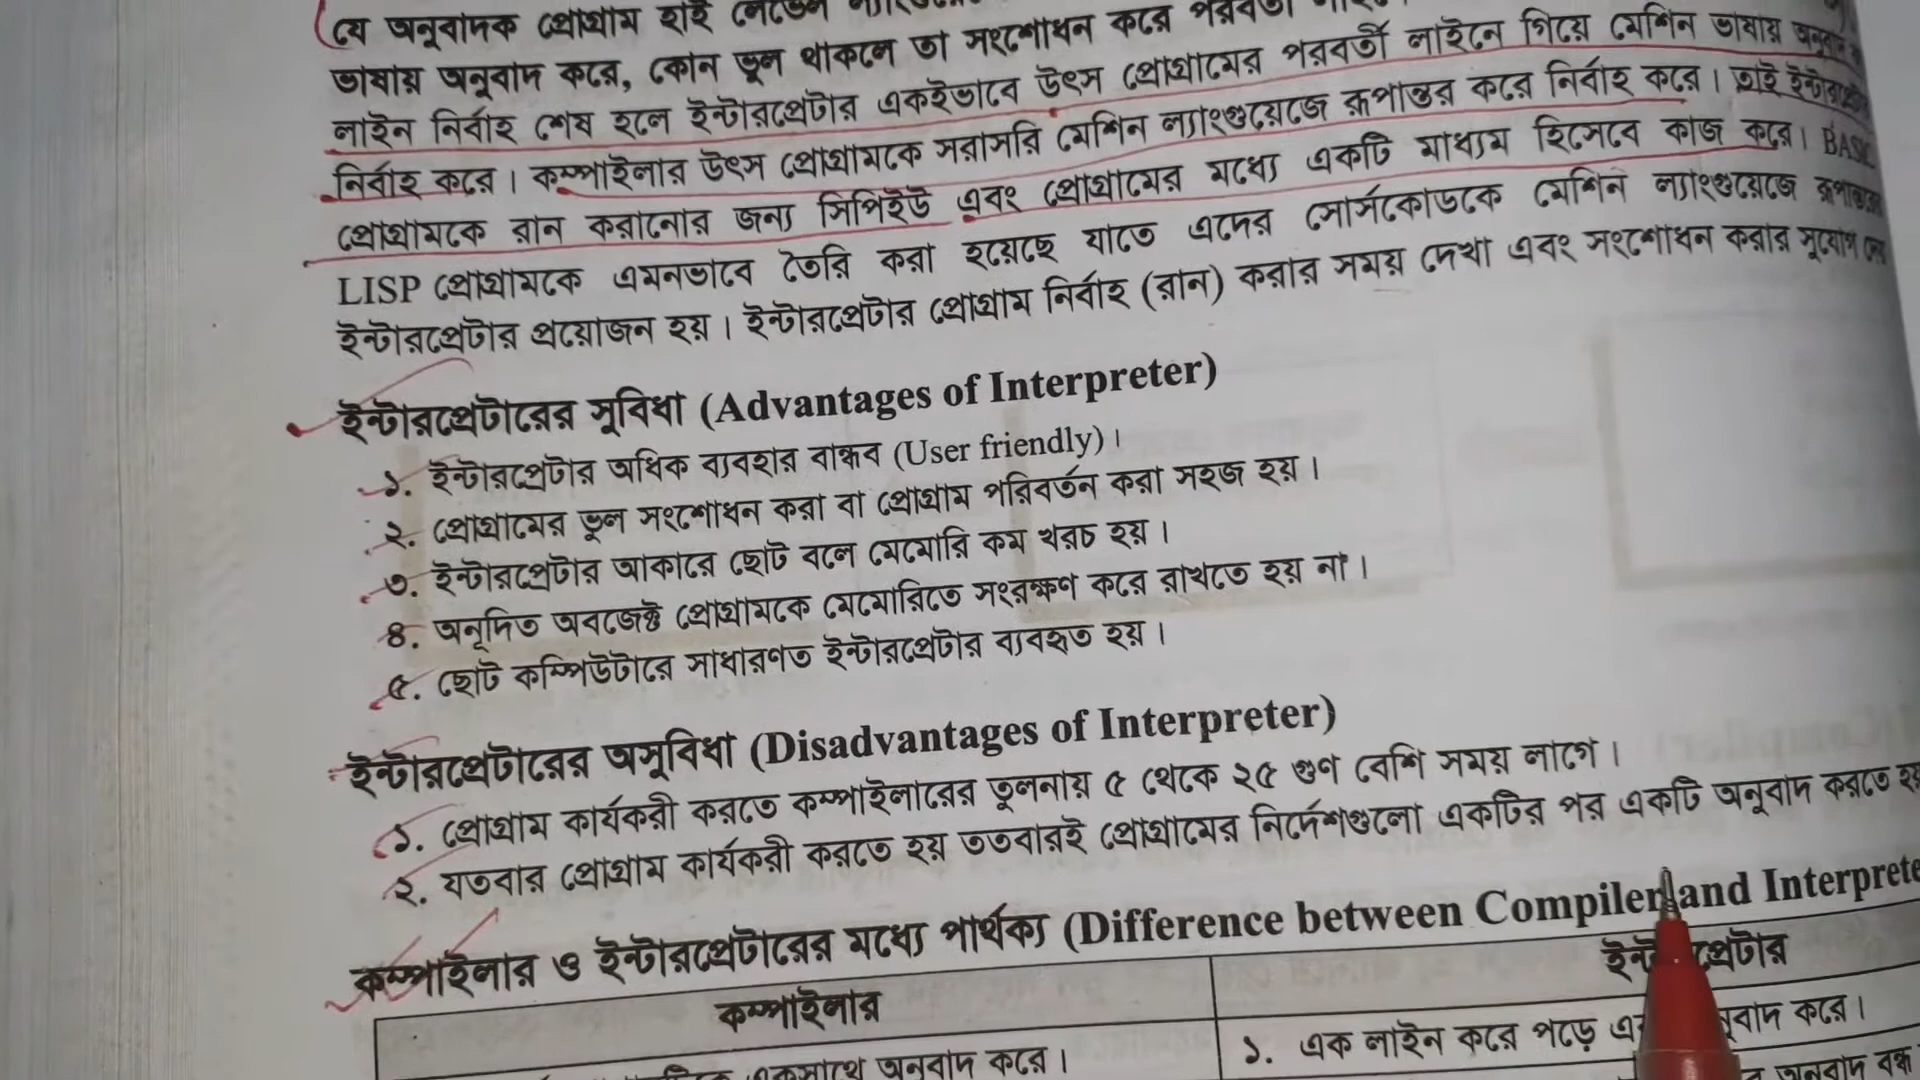 যে অনুবাদক প্রোগ্রাম হাই লেভেল
ভাষায় অনুবাদ করে, কোন ভুল থাকলে তা সংশোধন করে পরবর্তী
লাইন নির্বাহ শেষ হলে ইন্টারপ্রেটার একইভাবে উৎস প্রোগ্রামের পরবর্তী লাইনে গিয়ে মেশিন ভাষায় অনুবাদ
নির্বাহ করে। কম্পাইলার উৎস প্রোগ্রামকে সরাসরি মেশিন ল্যাংগুয়েজে রূপান্তর করে নির্বাহ করে। তাই
প্রোগ্রামকে রান করানোর জন্য সিপিইউ এবং প্রোগ্রামের মধ্যে একটি মাধ্যম হিসেবে কাজ করে। BASIC
LISP প্রোগ্রামকে এমনভাবে তৈরি করা হয়েছে যাতে এদের সোর্সকোডকে মেশিন ল্যাংগুয়েজে
ইন্টারপ্রেটার প্রয়োজন হয়। ইন্টারপ্রেটার প্রোগ্রাম নির্বাহ (রান) করার সময় দেখা এবং সংশোধন করার সুযোগ
ইন্টারপ্রেটারের সুবিধা (Advantages of Interpreter)
১. ইন্টারপ্রেটার অধিক ব্যবহার বান্ধব (User friendly)।
২. প্রোগ্রামের ভুল সংশোধন করা বা প্রোগ্রাম পরিবর্তন করা সহজ হয়।
৩. ইন্টারপ্রেটার আকারে ছোট বলে মেমোরি কম খরচ হয়।
৪. অনূদিত অবজেক্ট প্রোগ্রামকে মেমোরিতে সংরক্ষণ করে রাখতে হয় না।
৫. ছোট কম্পিউটারে সাধারণত ইন্টারপ্রেটার ব্যবহৃত হয়।
ইন্টারপ্রেটারের অসুবিধা (Disadvantages of Interpreter)
১. প্রোগ্রাম কার্যকরী করতে কম্পাইলারের তুলনায় ৫ থেকে ২৫ গুণ বেশি সময় লাগে।
২. যতবার প্রোগ্রাম কার্যকরী করতে হয় ততবারই প্রোগ্রামের নির্দেশগুলো একটির পর একটি অনুবাদ করতে হয়
কম্পাইলার ও ইন্টারপ্রেটারের মধ্যে পার্থক্য (Difference between Compiler and Interprete
কম্পাইলার
ইন্টারপ্রেটার
একসাথে অনুবাদ করে।
১. এক লাইন করে পড়ে অনুবাদ করে।
অনুবাদ বন্ধ